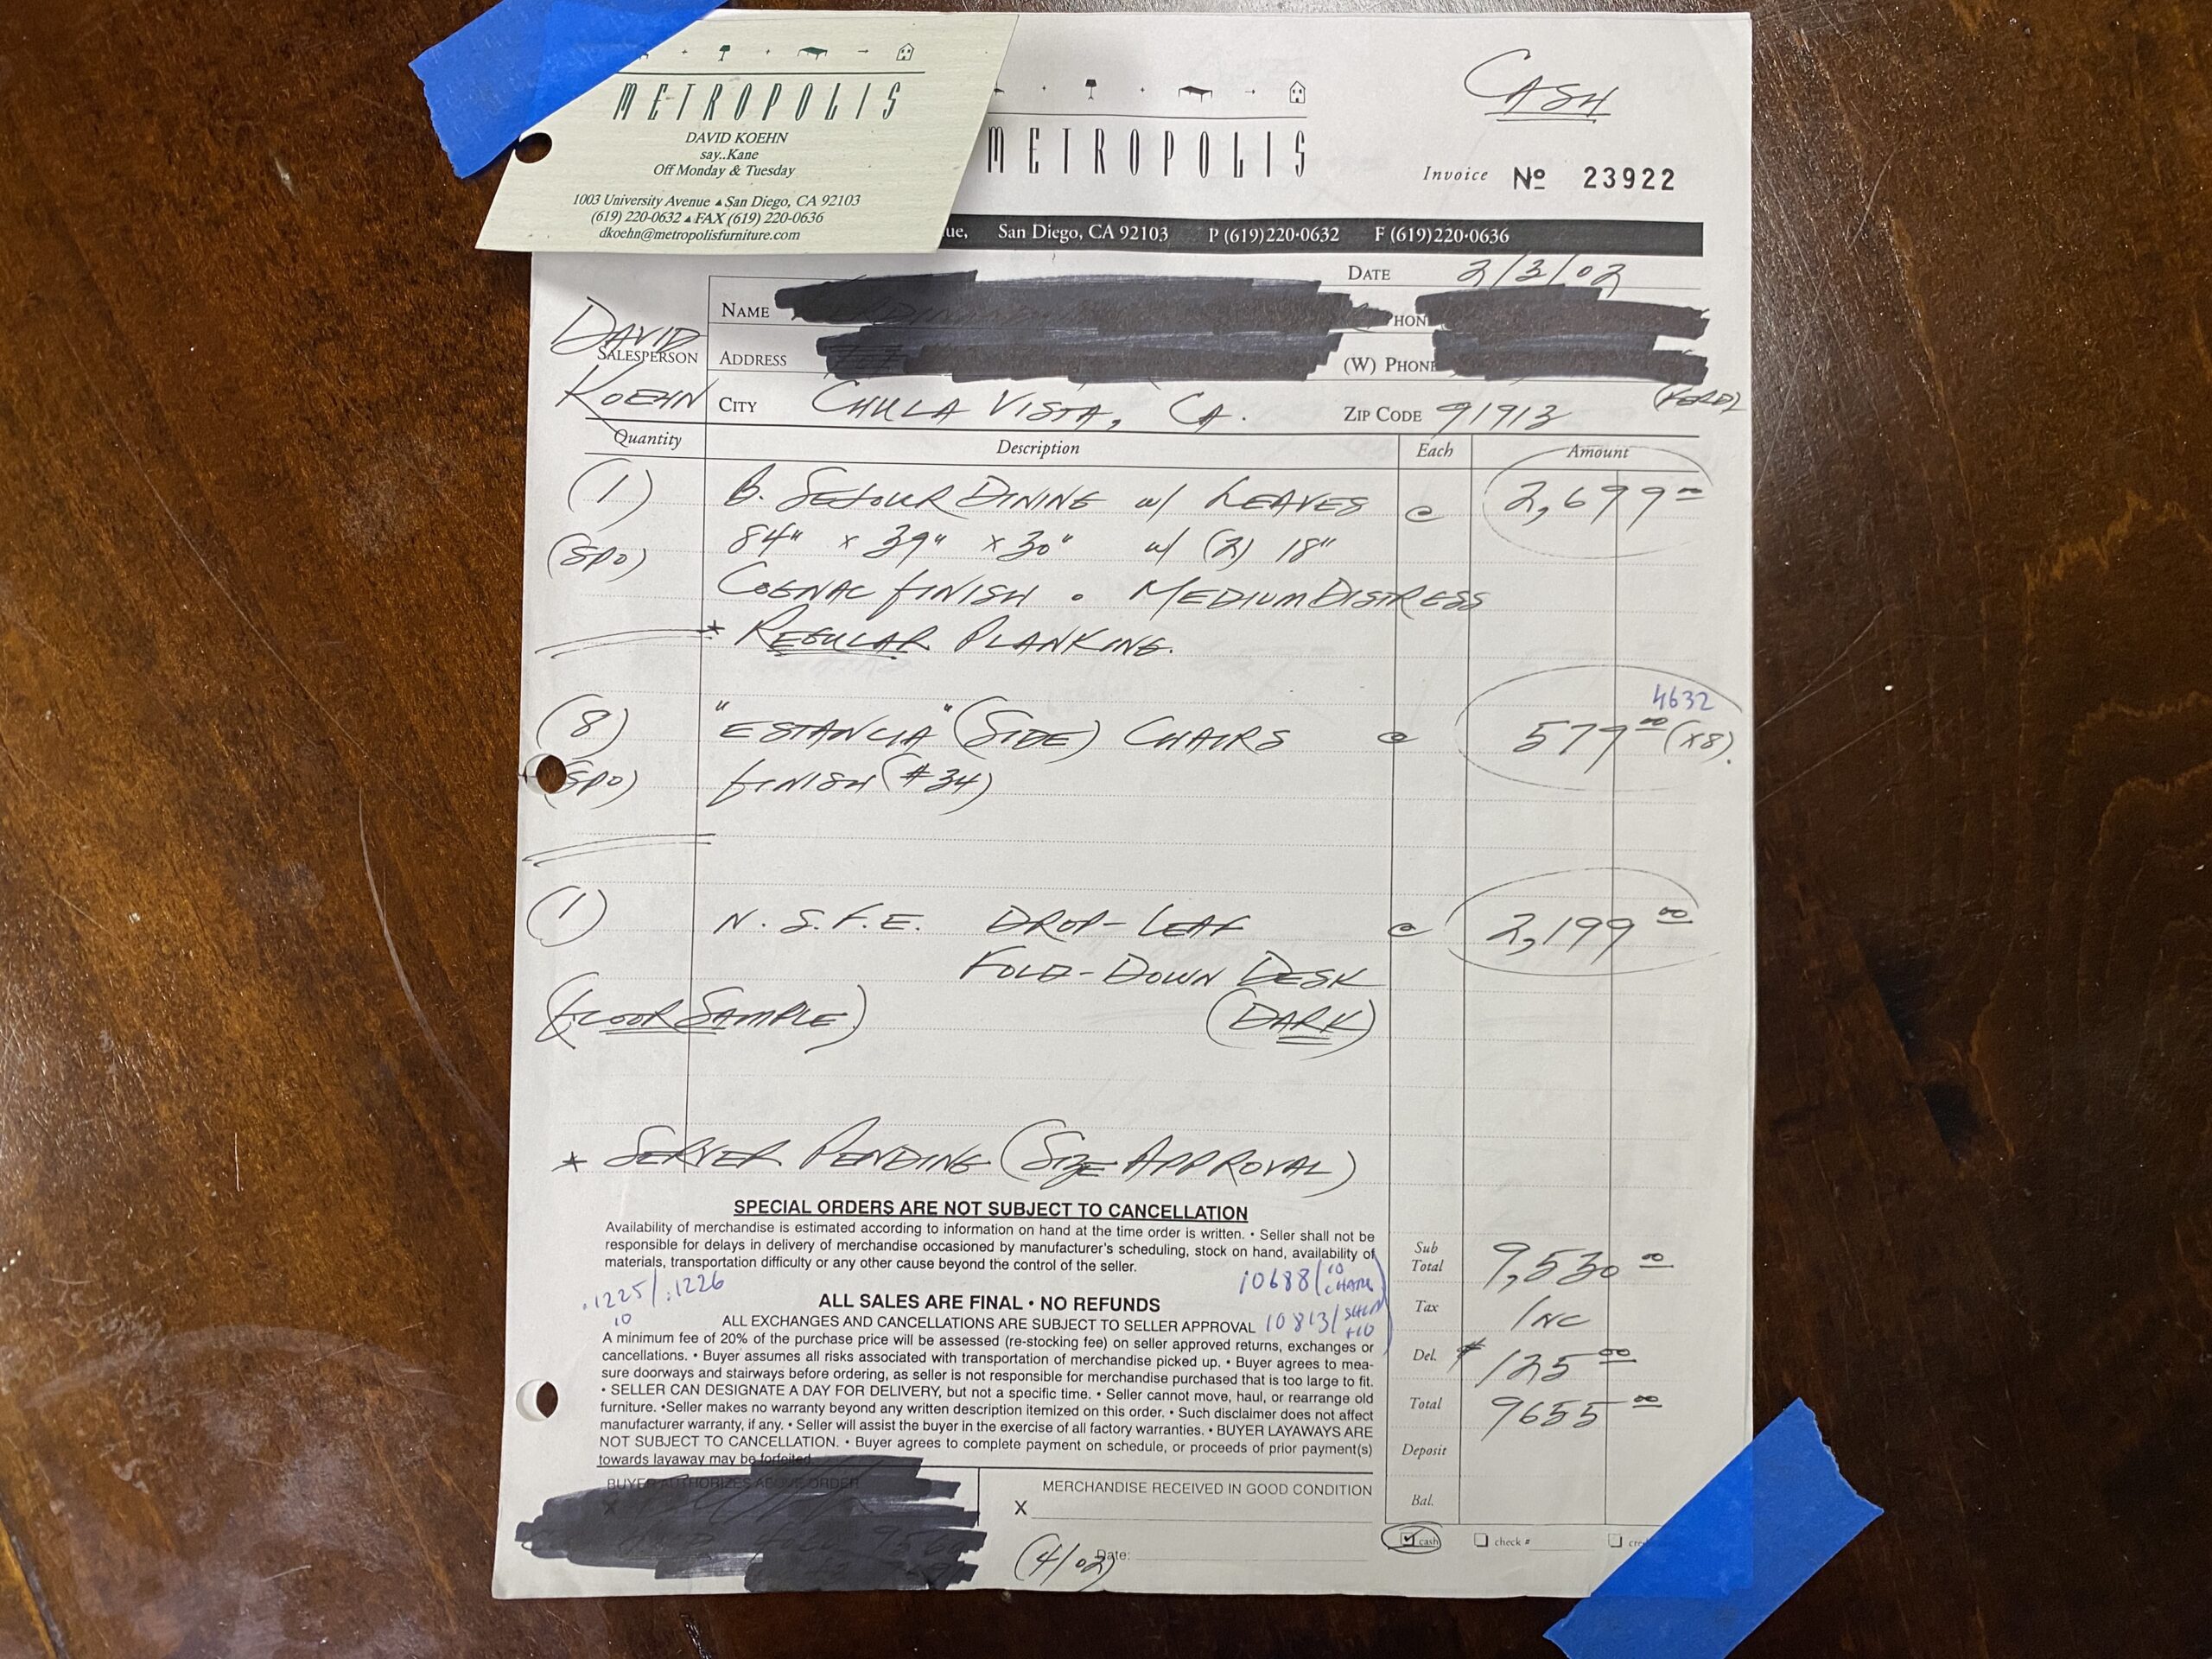 METROPOLIS
DAVID KOEHN
say..Kane
Off Monday & Tuesday
1003 University Avenue ▲ San Diego, CA 92103
(619) 220-0632 ▲ FAX (619) 220-0636
dkoehn@metropolisfurniture.com
METROPOLIS
CASH
Invoice Nº 23922
ue, San Diego, CA 92103 P (619)220·0632 F (619)220·0636
DATE 2/3/02
NAME
HON
DAVID
SALESPERSON
ADDRESS
(W) PHONE
KOEHN
CITY CHULA VISTA, CA. ZIP CODE 91913
Quantity Description Each Amount
(1) B. SEJOUR DINING w/ LEAVES @ 2,699.00
(SPO) 84" x 39" x 30" w/ (2) 18"
COGNAC FINISH • MEDIUM DISTRESS
* REGULAR PLANKING.
4632
(8) "ESTANCIA" (SIDE) CHAIRS @ 579.00 (x8).
(SPO) FINISH (#34)
(1) N.S.F.E. DROP-LEAF @ 2,199.00
FOLD-DOWN DESK
(FLOOR SAMPLE) (DARK)
* SERVER PENDING (SIZE APPROVAL)
SPECIAL ORDERS ARE NOT SUBJECT TO CANCELLATION
Availability of merchandise is estimated according to information on hand at the time order is written. • Seller shall not be
responsible for delays in delivery of merchandise occasioned by manufacturer's scheduling, stock on hand, availability of
materials, transportation difficulty or any other cause beyond the control of the seller.
Sub Total 9,530.00
.1225/.1226
10
10688/10
ALL SALES ARE FINAL • NO REFUNDS
Tax INC
ALL EXCHANGES AND CANCELLATIONS ARE SUBJECT TO SELLER APPROVAL
10813/
+10
A minimum fee of 20% of the purchase price will be assessed (re-stocking fee) on seller approved returns, exchanges or
cancellations. • Buyer assumes all risks associated with transportation of merchandise picked up. • Buyer agrees to mea-
sure doorways and stairways before ordering, as seller is not responsible for merchandise purchased that is too large to fit.
• SELLER CAN DESIGNATE A DAY FOR DELIVERY, but not a specific time. • Seller cannot move, haul, or rearrange old
furniture. •Seller makes no warranty beyond any written description itemized on this order. • Such disclaimer does not affect
manufacturer warranty, if any. • Seller will assist the buyer in the exercise of all factory warranties. • BUYER LAYAWAYS ARE
NOT SUBJECT TO CANCELLATION. • Buyer agrees to complete payment on schedule, or proceeds of prior payment(s)
towards layaway may be forfeited
Del. $125.00
Total 9655.00
Deposit
Bal.
BUYER AUTHORIZES ABOVE ORDER
X
MERCHANDISE RECEIVED IN GOOD CONDITION
X
(4/02) Date:
cash check # cre